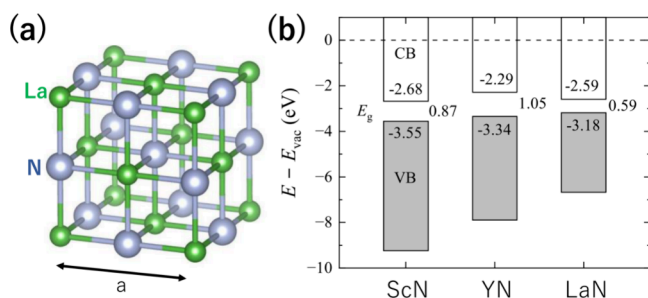 (a)
La
N
a
(b)
E − Evac (eV)
0
−2
−4
−6
−8
−10
CB
-2.68
0.87
Eg
-3.55
VB
-2.29
1.05
-3.34
-2.59
0.59
-3.18
ScN
YN
LaN